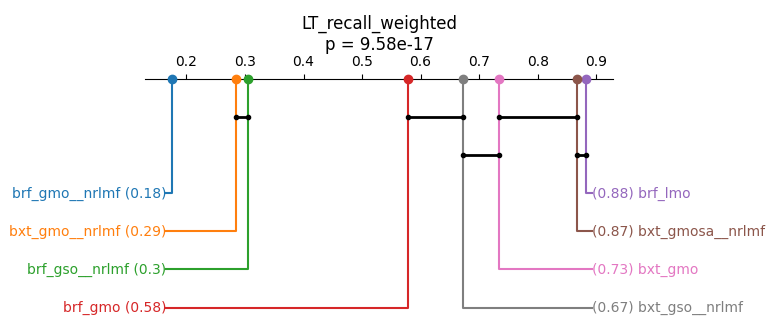 LT_recall_weighted
p = 9.58e-17
0.2 0.3 0.4 0.5 0.6 0.7 0.8 0.9
brf_gmo__nrlmf (0.18) (0.88) brf_lmo
bxt_gmo__nrlmf (0.29) (0.87) bxt_gmosa__nrlmf
brf_gso__nrlmf (0.3) (0.73) bxt_gmo
brf_gmo (0.58) (0.67) bxt_gso__nrlmf